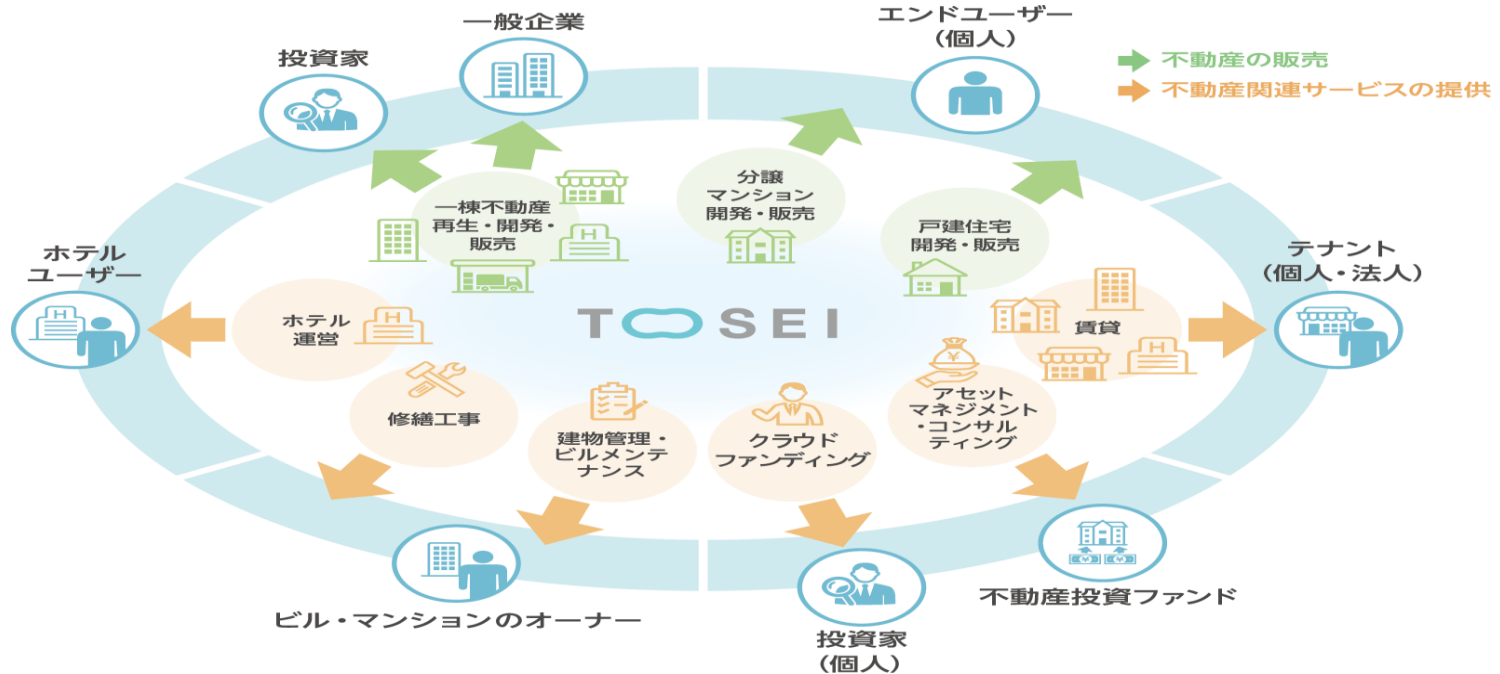 一般企業
エンドユーザー
(個人)
投資家
不動産の販売
不動産関連サービスの提供
一棟不動産
再生・開発・
販売
H
分譲
マンション
開発・販売
戸建住宅
開発・販売
ホテル
ユーザー
H
テナント
(個人・法人)
ホテル
運営
H
TOSEI
賃貸
H
修繕工事
建物管理・
ビルメンテ
ナンス
クラウド
ファンディング
¥
アセット
マネジメント
・コンサル
ティング
ビル・マンションのオーナー
投資家
(個人)
¥ ¥
不動産投資ファンド